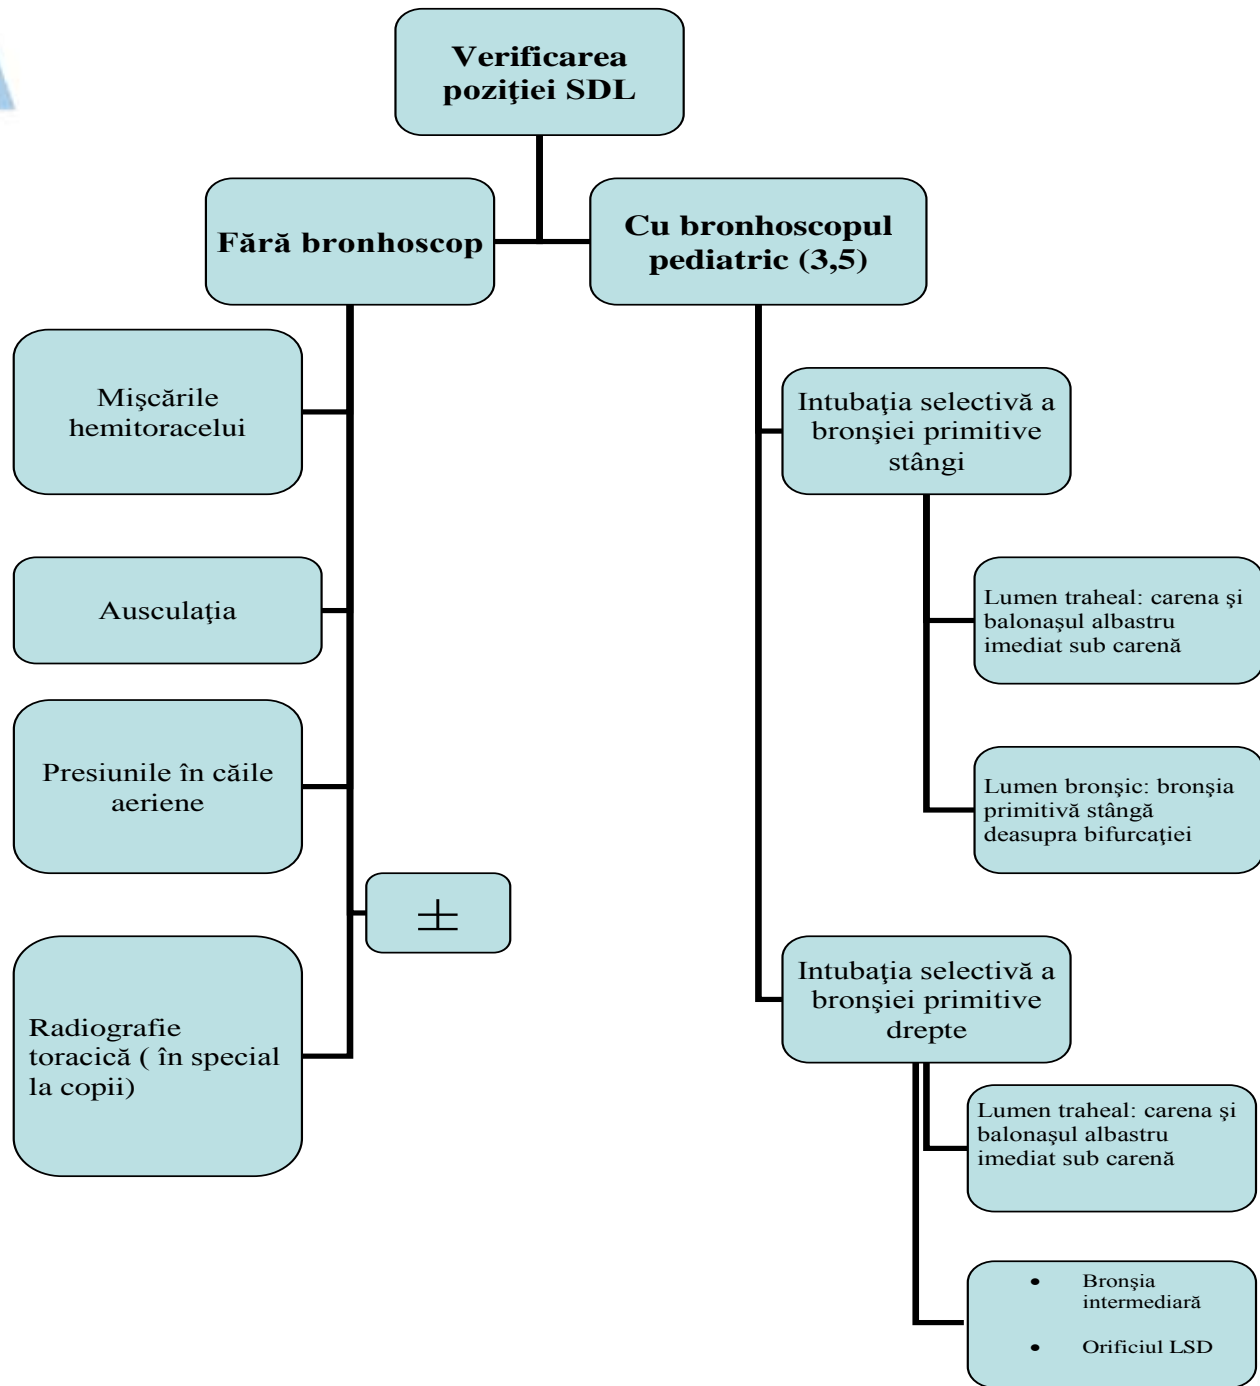 Verificarea
poziţiei SDL
Fără bronhoscop
Cu bronhoscopul
pediatric (3,5)
Mişcările
hemitoracelui
Ausculaţia
Presiunile în căile
aeriene
±
Radiografie
toracică ( în special
la copii)
Intubaţia selectivă a
bronşiei primitive
stângi
Lumen traheal: carena şi
balonaşul albastru
imediat sub carenă
Lumen bronşic: bronşia
primitivă stângă
deasupra bifurcaţiei
Intubaţia selectivă a
bronşiei primitive
drepte
Lumen traheal: carena şi
balonaşul albastru
imediat sub carenă
• Bronşia
intermediară
• Orificiul LSD